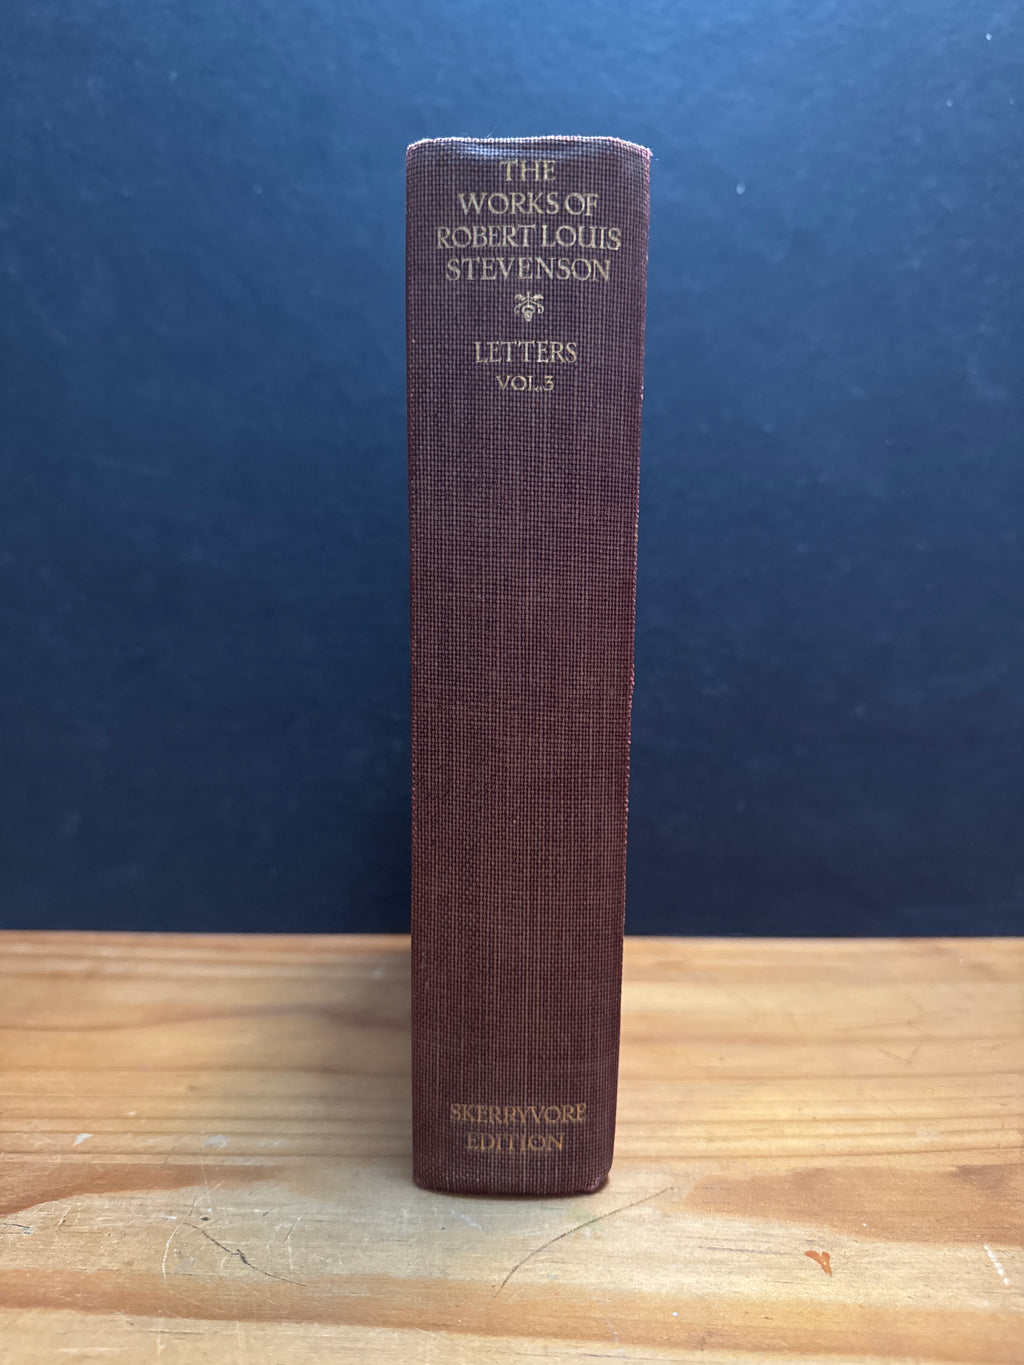 THE
WORKS OF
ROBERT LOUIS
STEVENSON
LETTERS
VOL.3
SKERRYVORE
EDITION